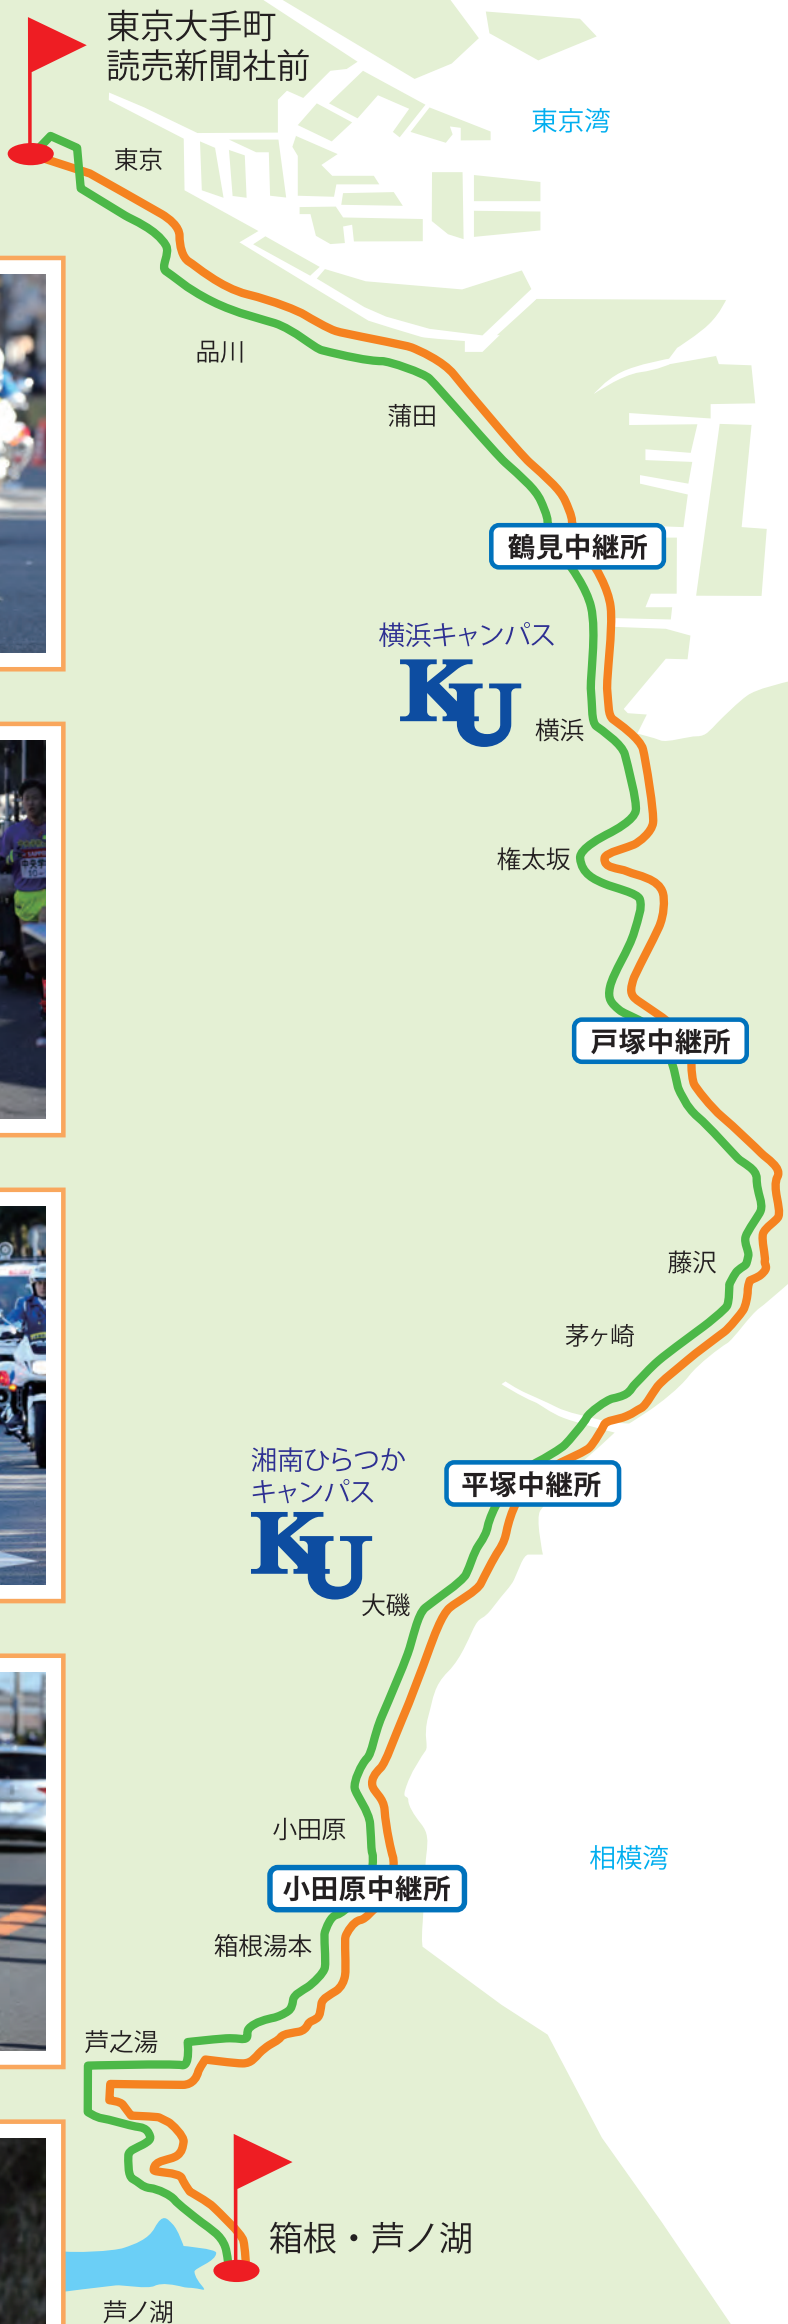 東京大手町
読売新聞社前
東京湾
東京
品川
蒲田
鶴見中継所
横浜キャンパス
KU
横浜
権太坂
戸塚中継所
藤沢
茅ヶ崎
湘南ひらつか
キャンパス
KU
平塚中継所
大磯
小田原
相模湾
小田原中継所
箱根湯本
芦之湯
箱根・芦ノ湖
芦ノ湖